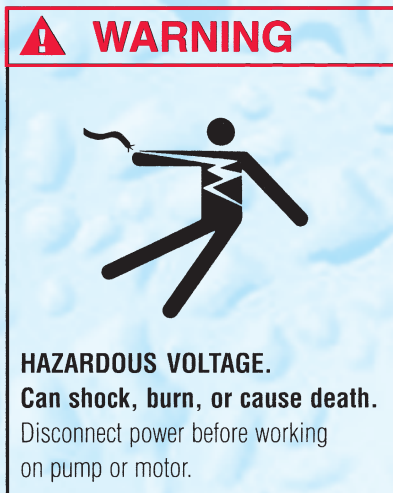 WARNING
HAZARDOUS VOLTAGE.
Can shock, burn, or cause death.
Disconnect power before working
on pump or motor.